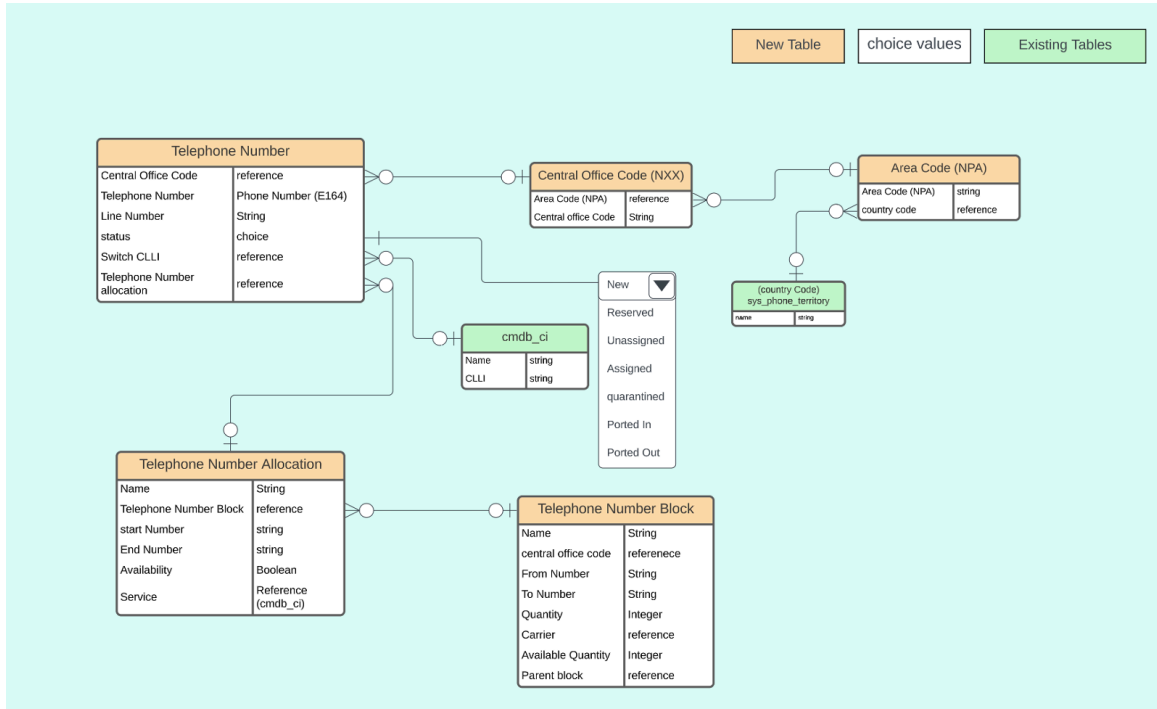 New Table
choice values
Existing Tables
Telephone Number
Central Office Code reference
Telephone Number Phone Number (E164)
Line Number String
status choice
Switch CLLI reference
Telephone Number
allocation reference
Central Office Code (NXX)
Area Code (NPA) reference
Central office Code String
Area Code (NPA)
Area Code (NPA) string
country code reference
(country Code)
sys_phone_territory
name string
New
Reserved
Unassigned
Assigned
quarantined
Ported In
Ported Out
cmdb_ci
Name string
CLLI string
Telephone Number Allocation
Name String
Telephone Number Block reference
start Number string
End Number string
Availability Boolean
Service Reference
(cmdb_ci)
Telephone Number Block
Name String
central office code referenece
From Number String
To Number String
Quantity Integer
Carrier reference
Available Quantity Integer
Parent block reference